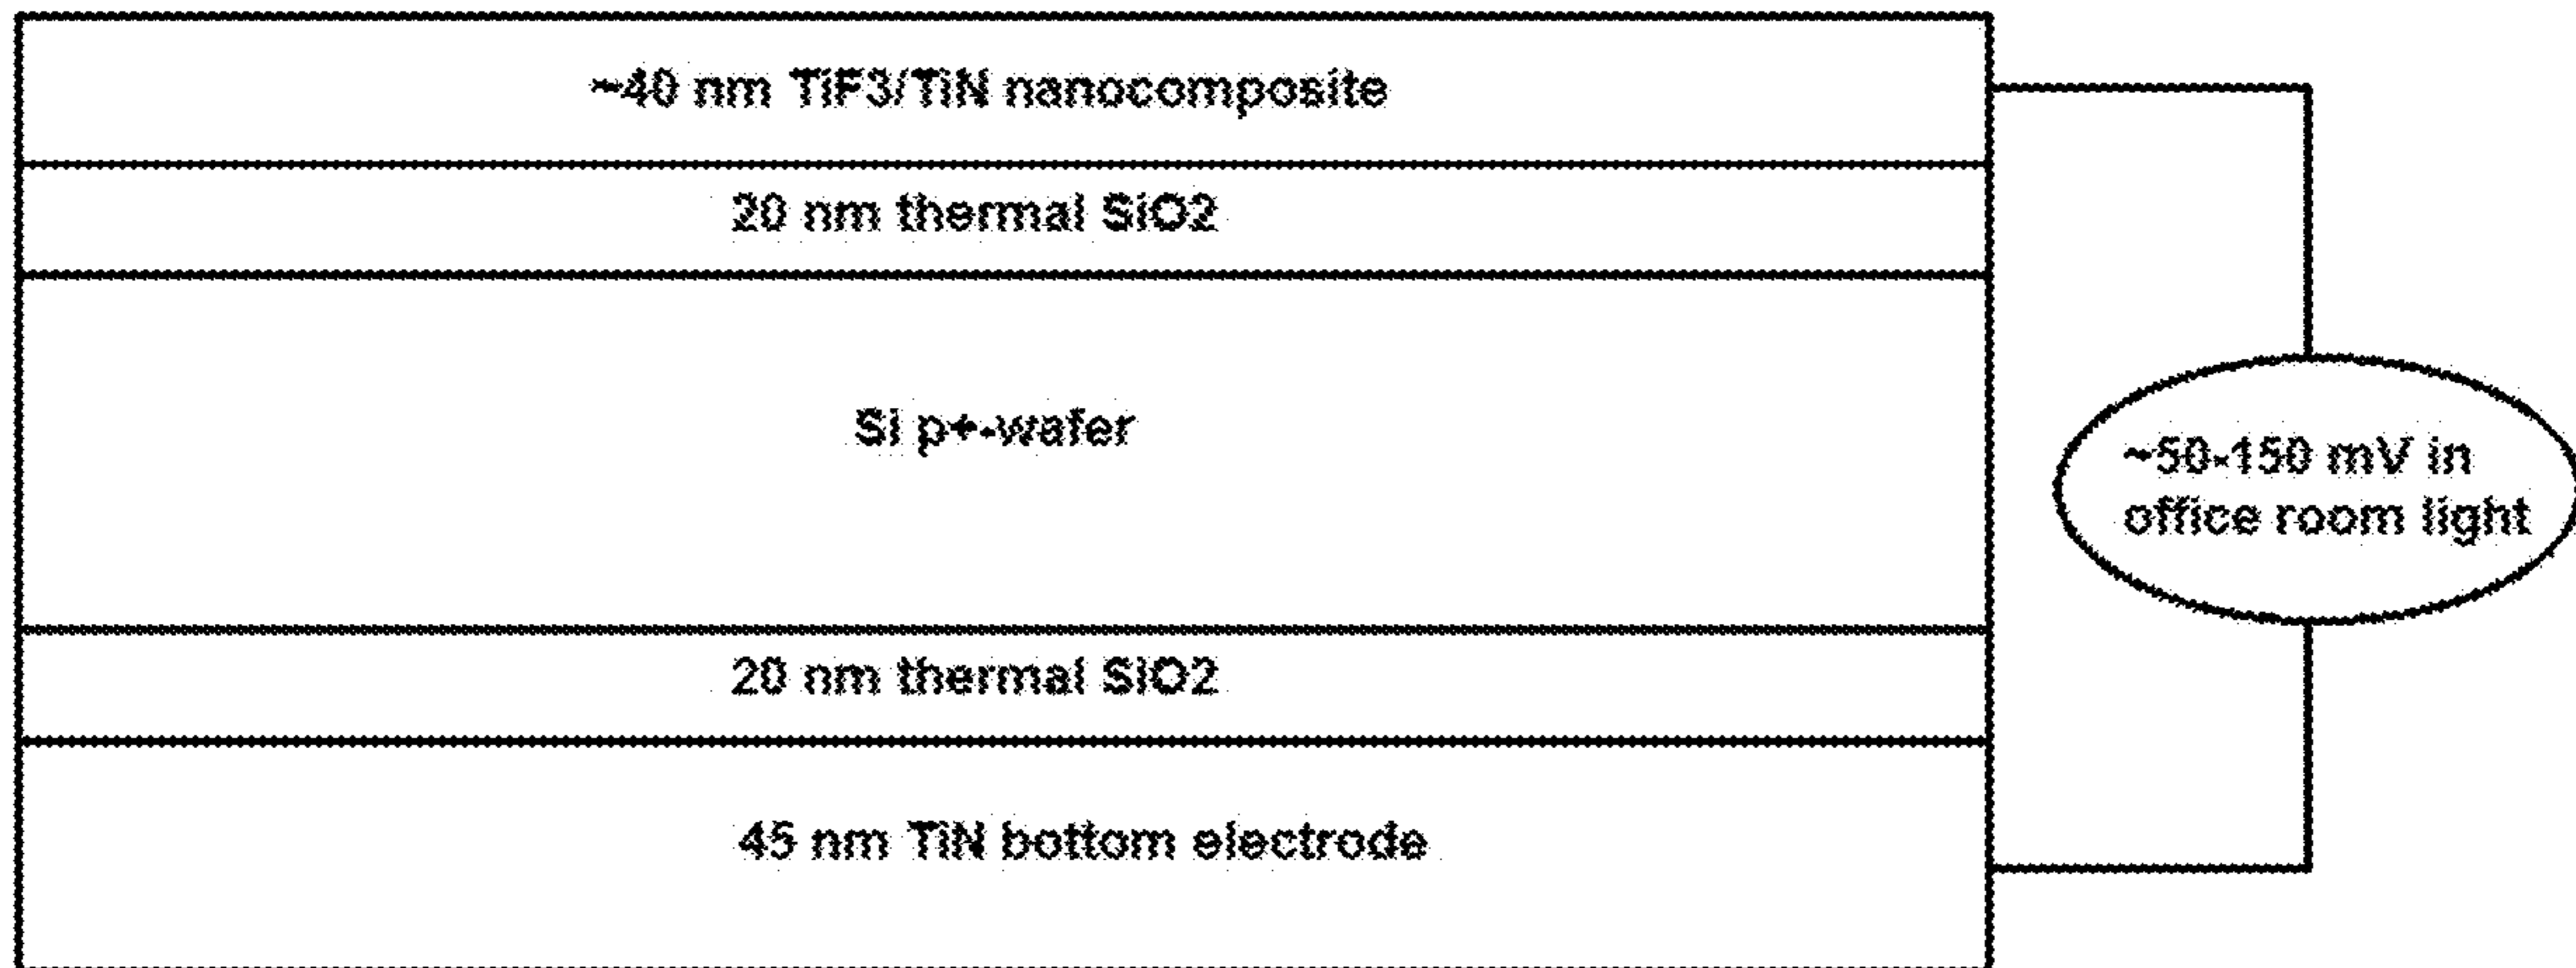 ~40 nm TiF3/TiN nanocomposite
20 nm thermal SiO2
Si p+-wafer
~50-150 mV in
office room light
20 nm thermal SiO2
45 nm TiN bottom electrode